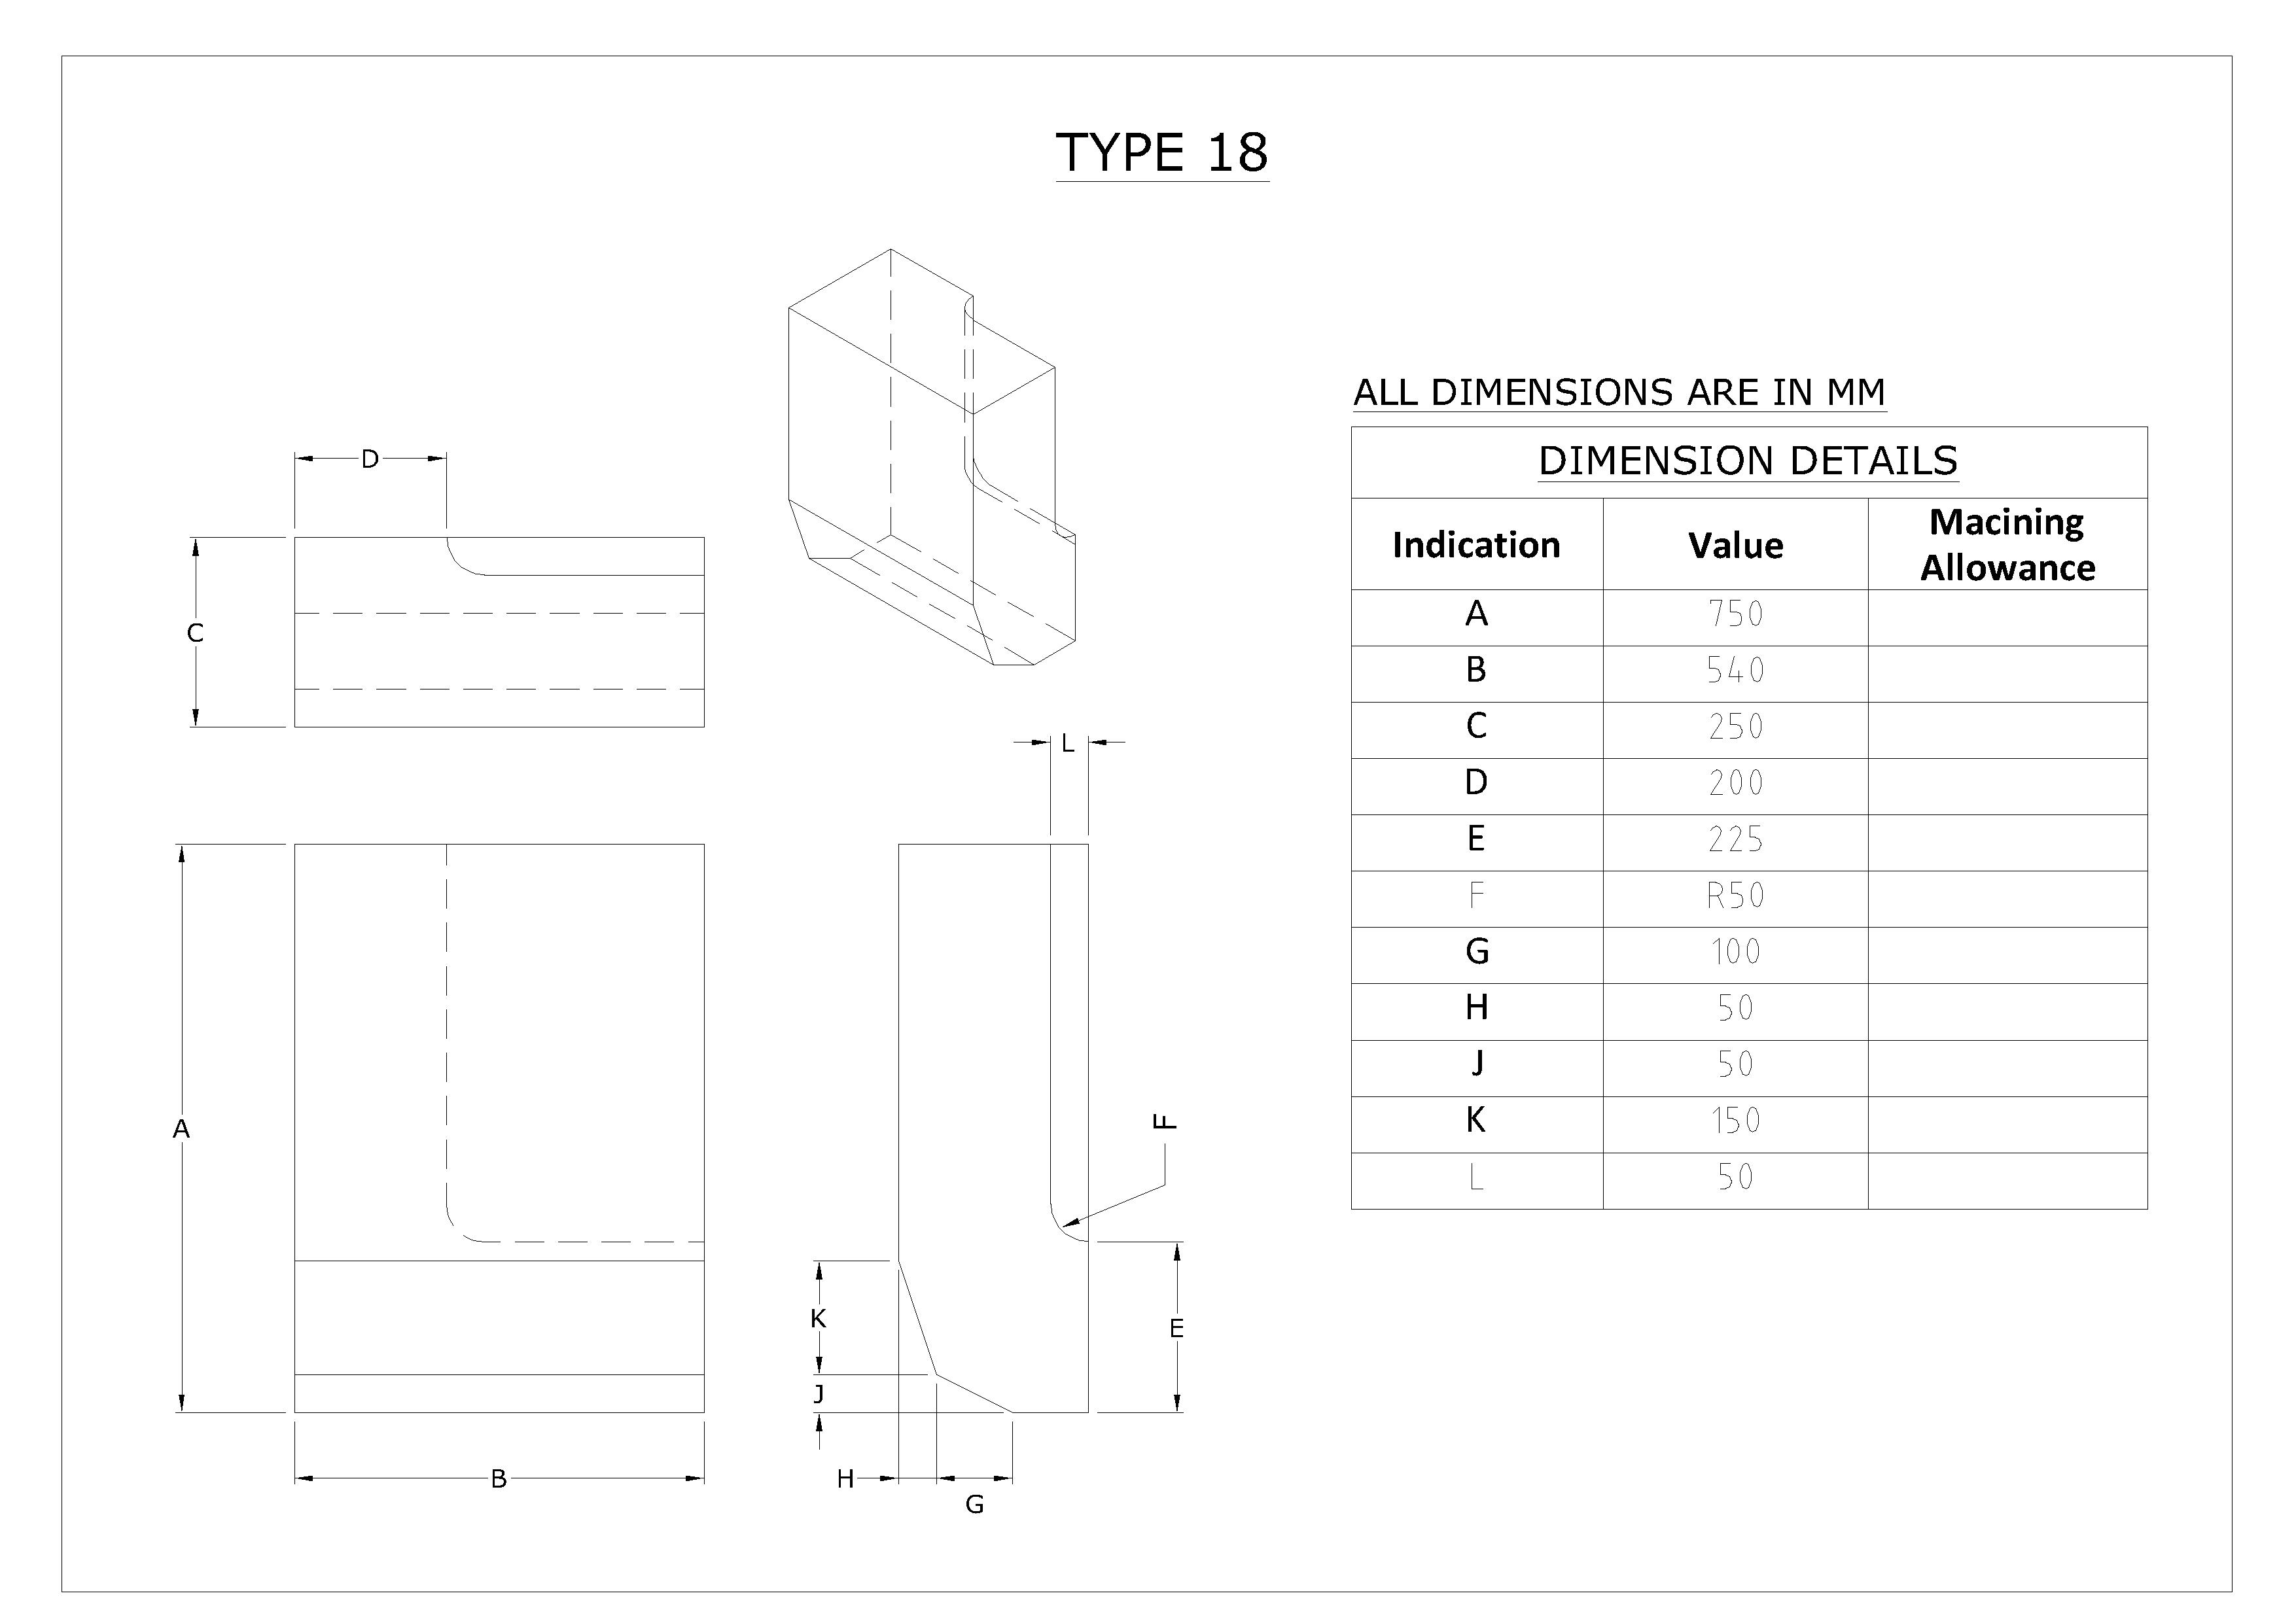 TYPE 18
ALL DIMENSIONS ARE IN MM
DIMENSION DETAILS
Indication Value Macining Allowance
A 750
B 540
C 250
D 200
E 225
F R50
G 100
H 50
J 50
K 150
L 50
D
C
L
A
F
K
E
J
B
H
G